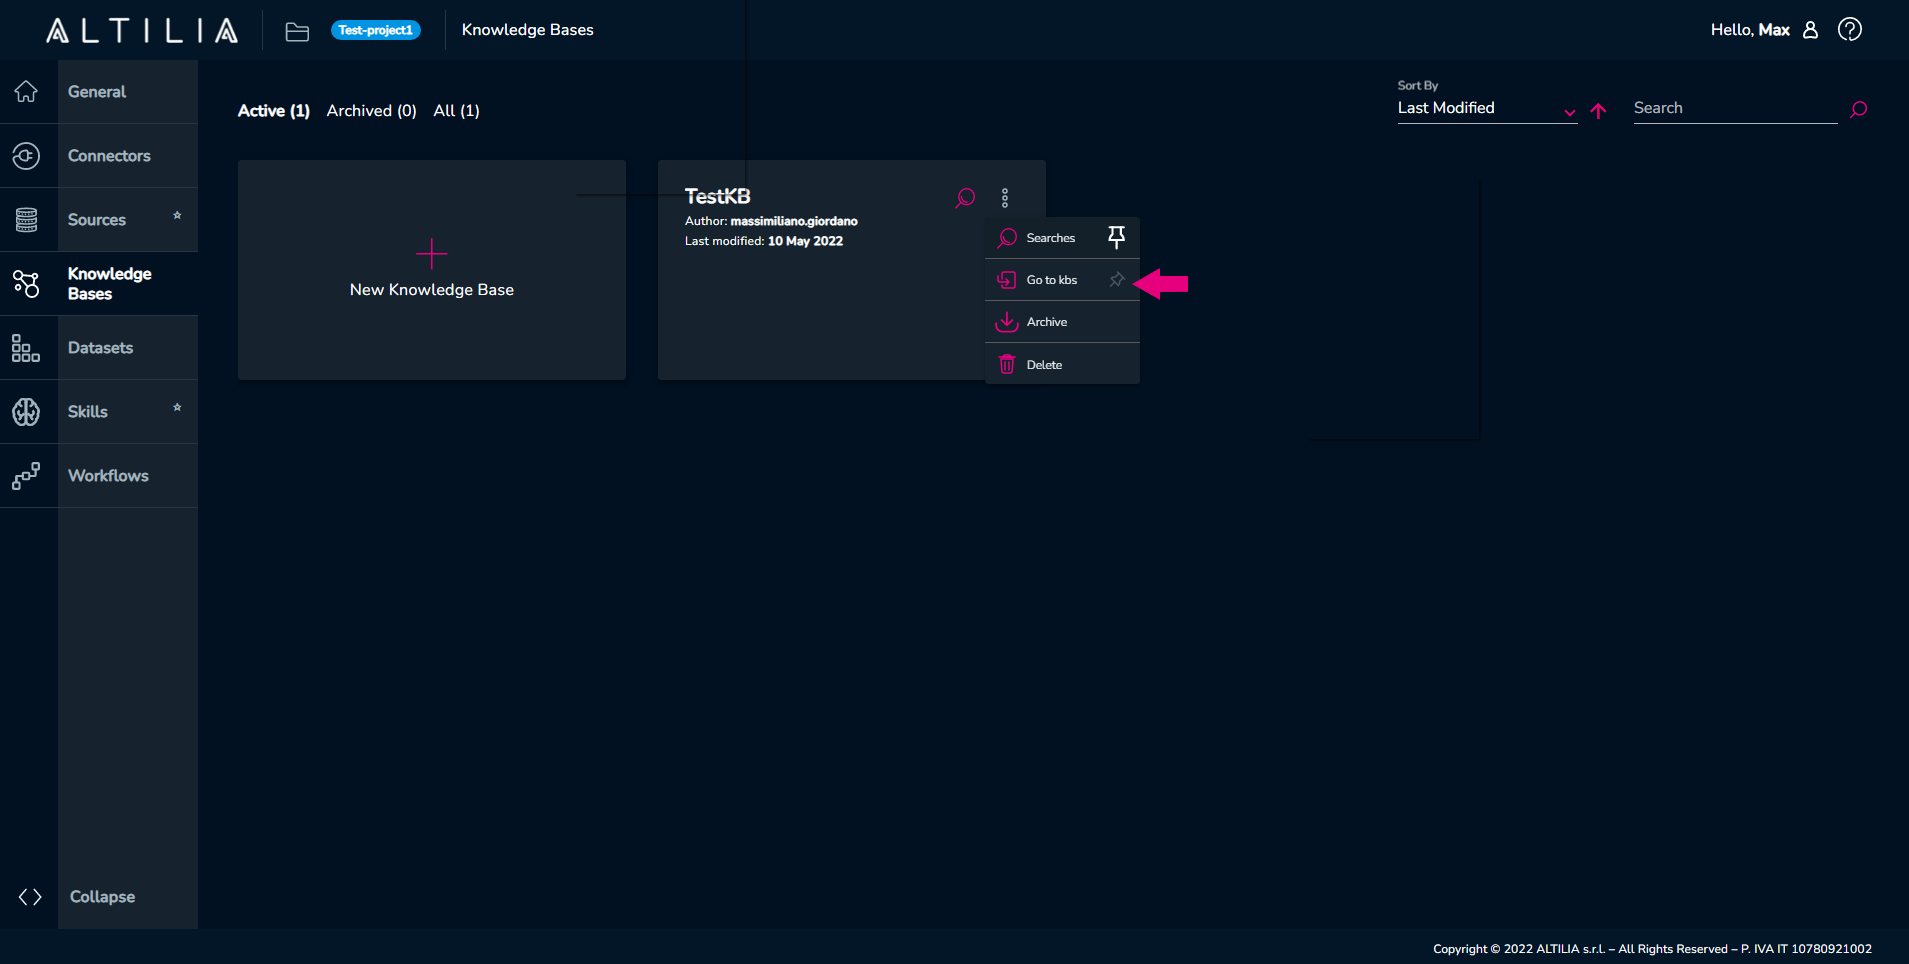 ALTILIA
Test-project1
Knowledge Bases
Hello, Max
General
Connectors
Sources
Knowledge
Bases
Datasets
Skills
Workflows
Collapse
Active (1) Archived (0) All (1)
Sort By
Last Modified
Search
New Knowledge Base
TestKB
Author: massimiliano.giordano
Last modified: 10 May 2022
Searches
Go to kbs
Archive
Delete
Copyright © 2022 ALTILIA s.r.l. – All Rights Reserved – P. IVA IT 10780921002